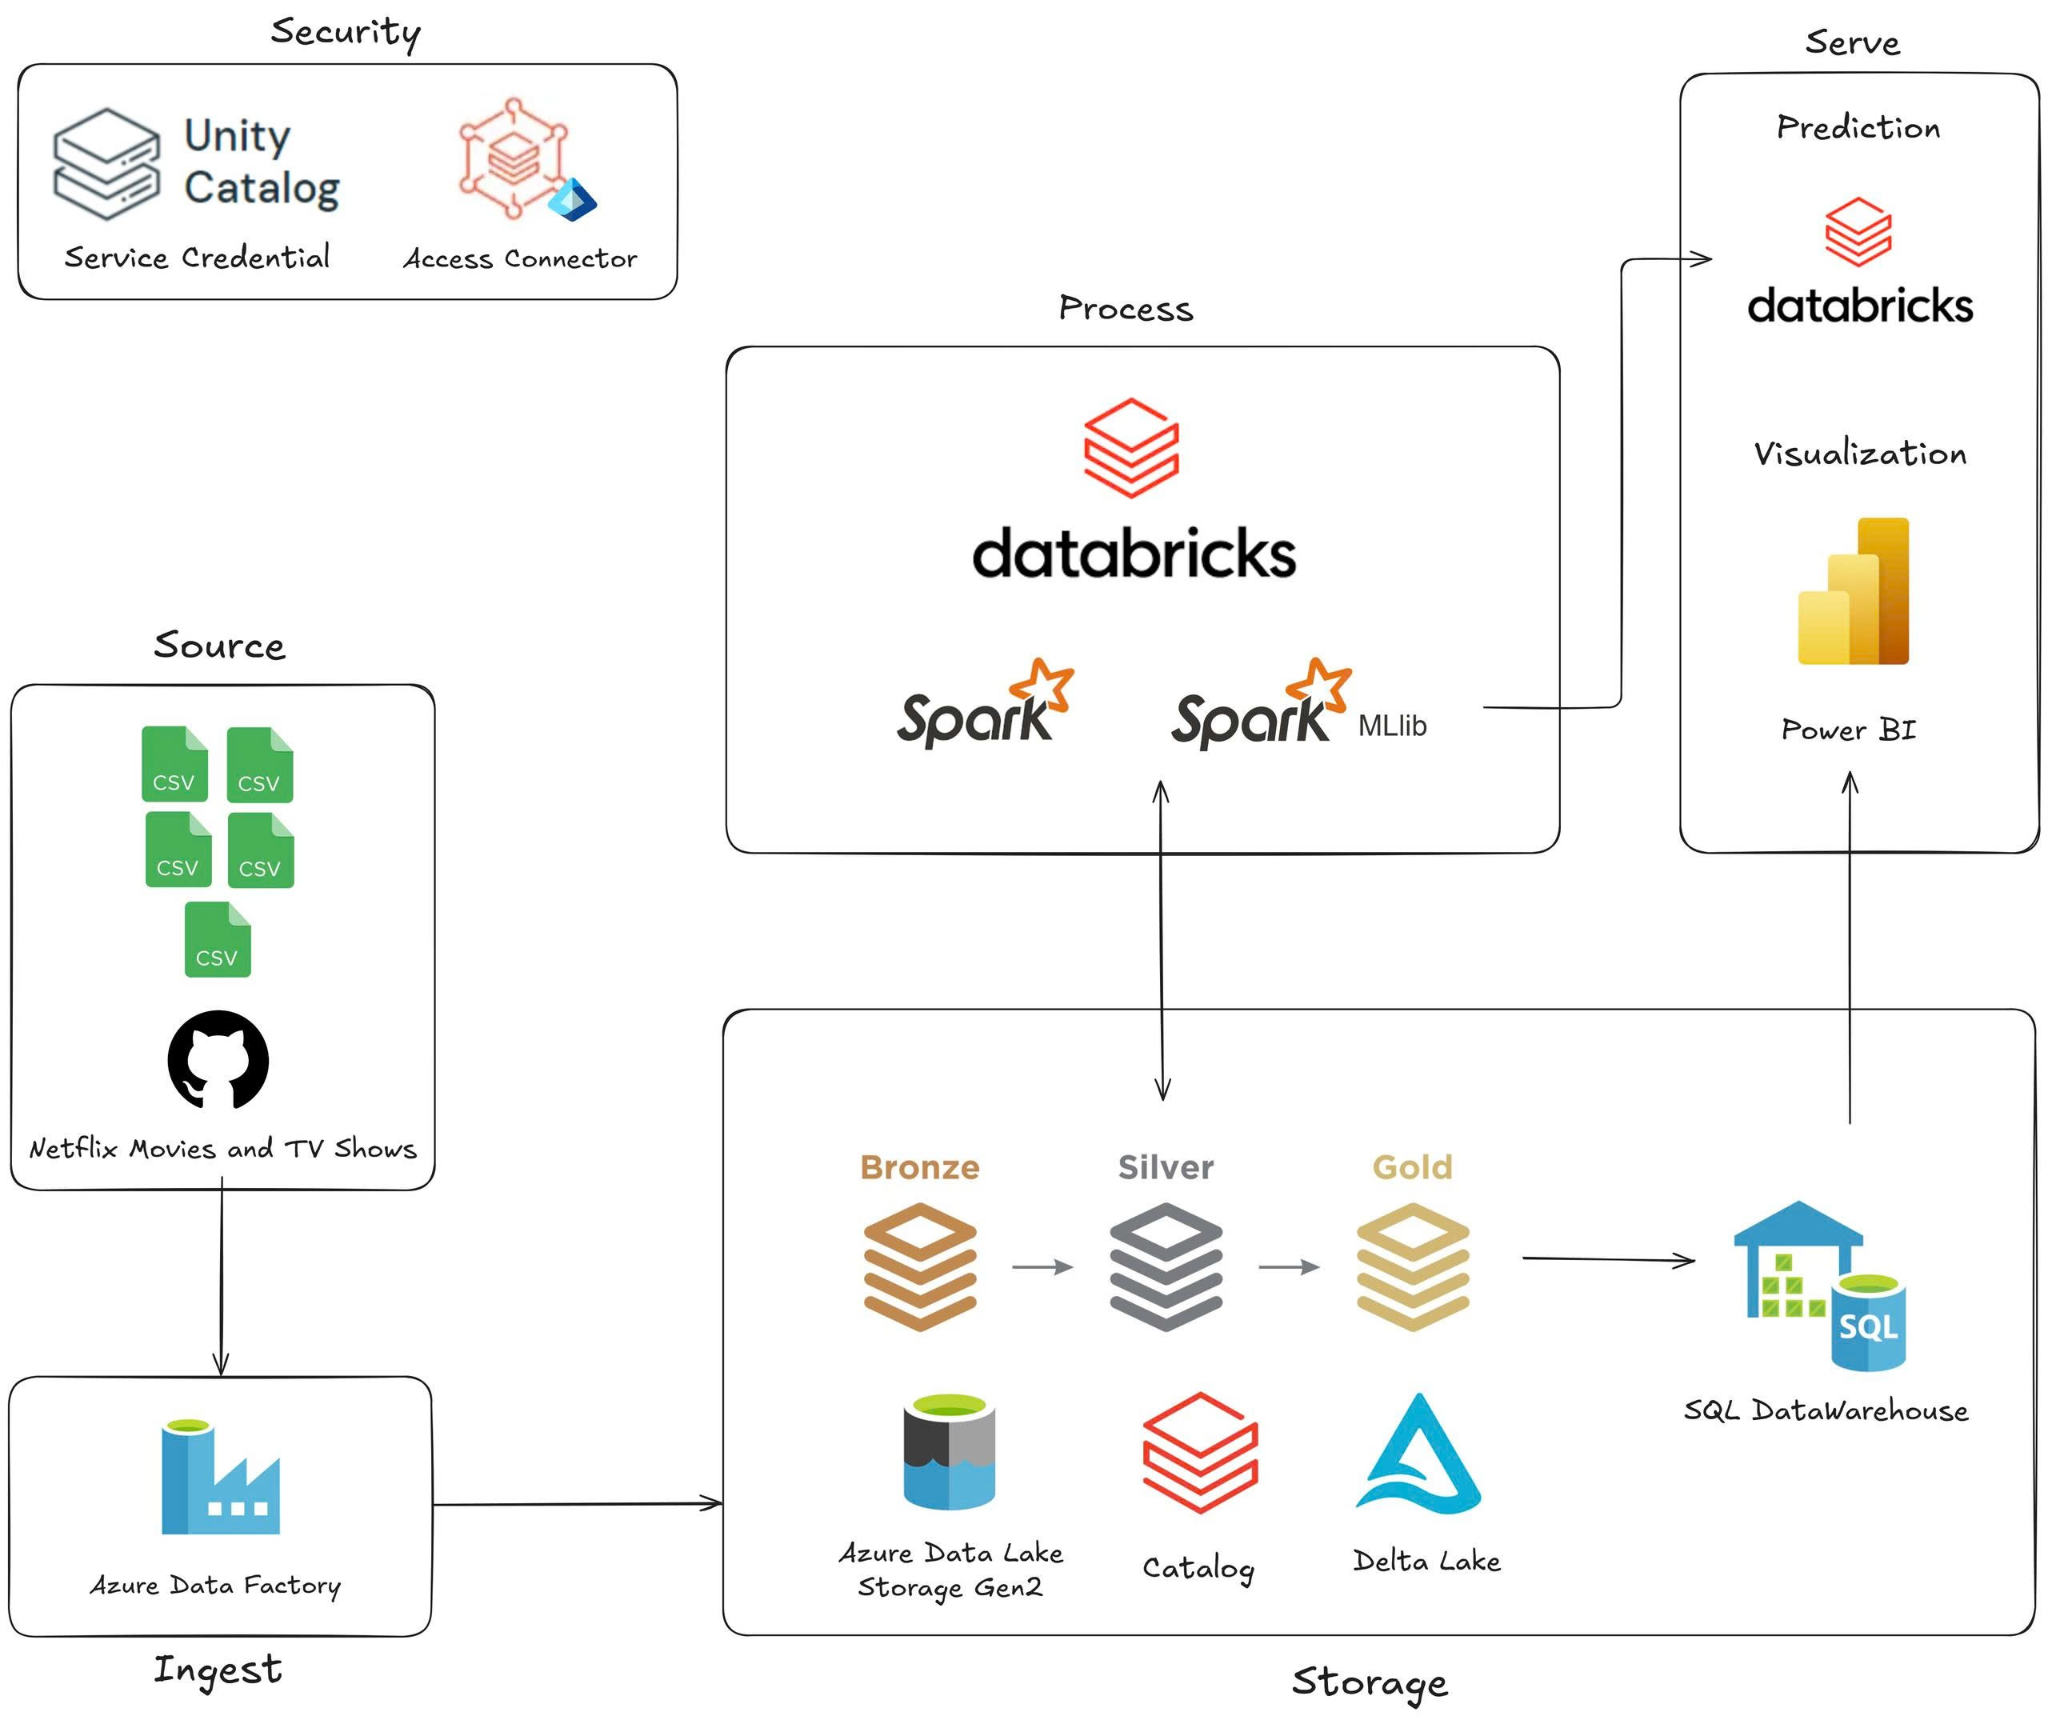 Security
Unity
Catalog
Service Credential
Access Connector
Serve
Prediction
databricks
Visualization
Power BI
Process
databricks
Spark
Spark MLlib
Source
CSV
CSV
CSV
CSV
CSV
Netflix Movies and TV Shows
Azure Data Factory
Ingest
Bronze
Silver
Gold
SQL
SQL DataWarehouse
Azure Data Lake
Storage Gen2
Catalog
Delta Lake
Storage